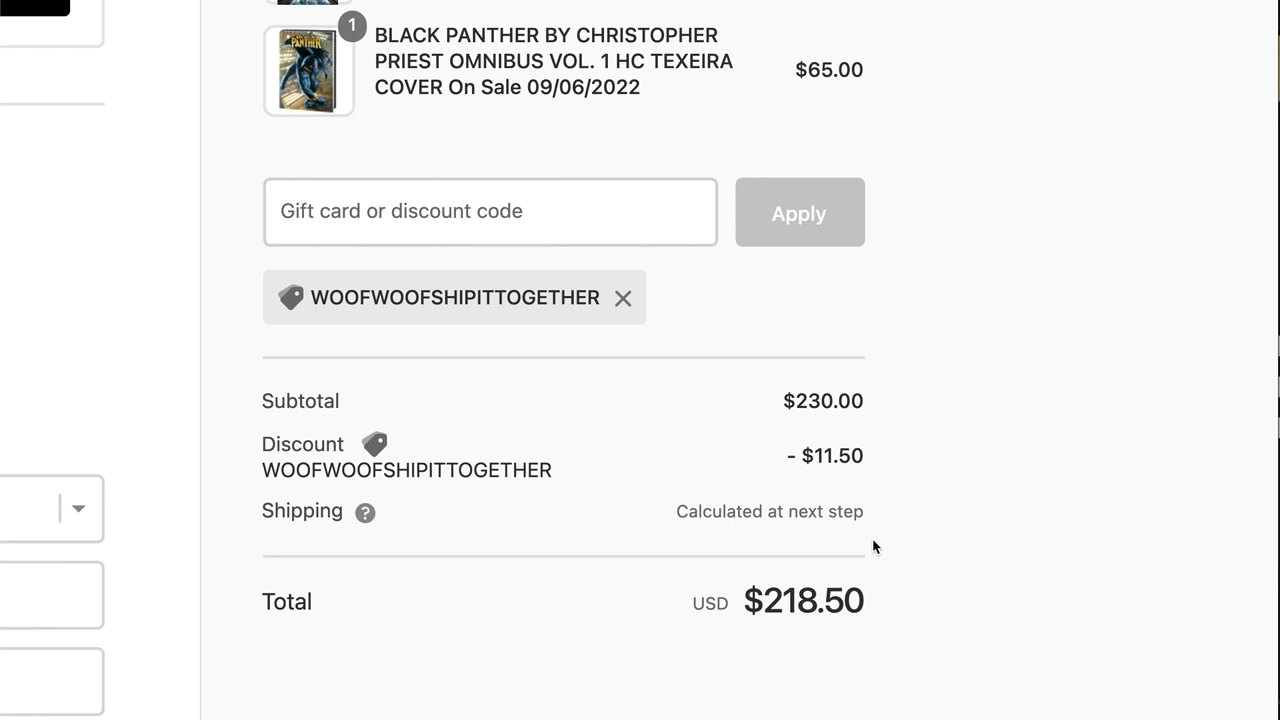 1
PANTHER
BLACK PANTHER BY CHRISTOPHER
PRIEST OMNIBUS VOL. 1 HC TEXEIRA
COVER On Sale 09/06/2022
$65.00
Gift card or discount code
Apply
WOOFWOOFSHIPITTOGETHER
Subtotal
$230.00
Discount
WOOFWOOFSHIPITTOGETHER
- $11.50
Shipping ?
Calculated at next step
Total
USD $218.50